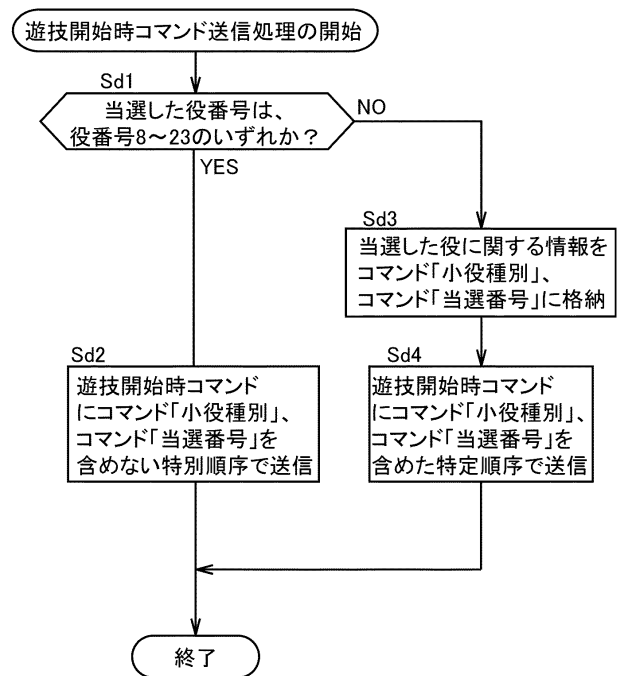 遊技開始時コマンド送信処理の開始
Sd1
当選した役番号は、
役番号8～23のいずれか？
NO
YES
Sd3
当選した役に関する情報を
コマンド「小役種別」、
コマンド「当選番号」に格納
Sd2
遊技開始時コマンド
にコマンド「小役種別」、
コマンド「当選番号」を
含めない特別順序で送信
Sd4
遊技開始時コマンド
にコマンド「小役種別」、
コマンド「当選番号」を
含めた特定順序で送信
終了